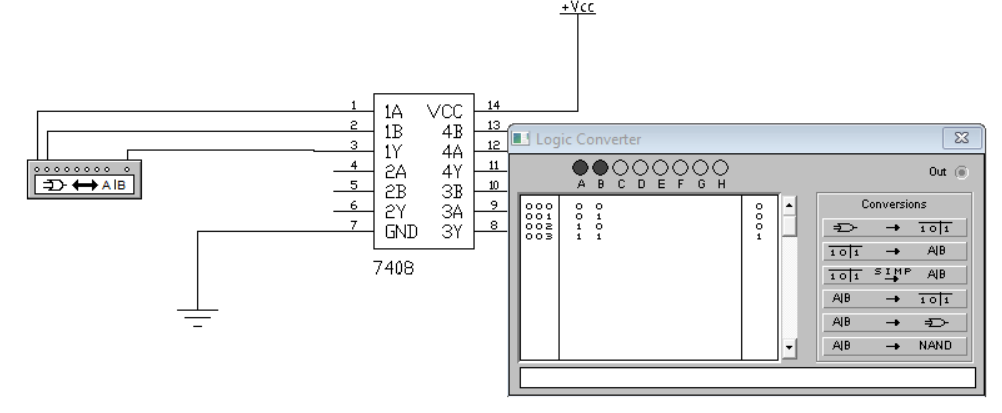 +Vcc
1 1A VCC 14
2 1B 4B 13
3 1Y 4A 12
4 2A 4Y 11
5 2B 3B 10
6 2Y 3A 9
7 GND 3Y 8
7408
A|B
Logic Converter
Out
A B C D E F G H
000 0 0 0
001 0 1 0
002 1 0 0
003 1 1 1
Conversions
→ 1 0|1
1 0|1 → A|B
1 0|1 SIMP → A|B
A|B → 1 0|1
A|B →
A|B → NAND